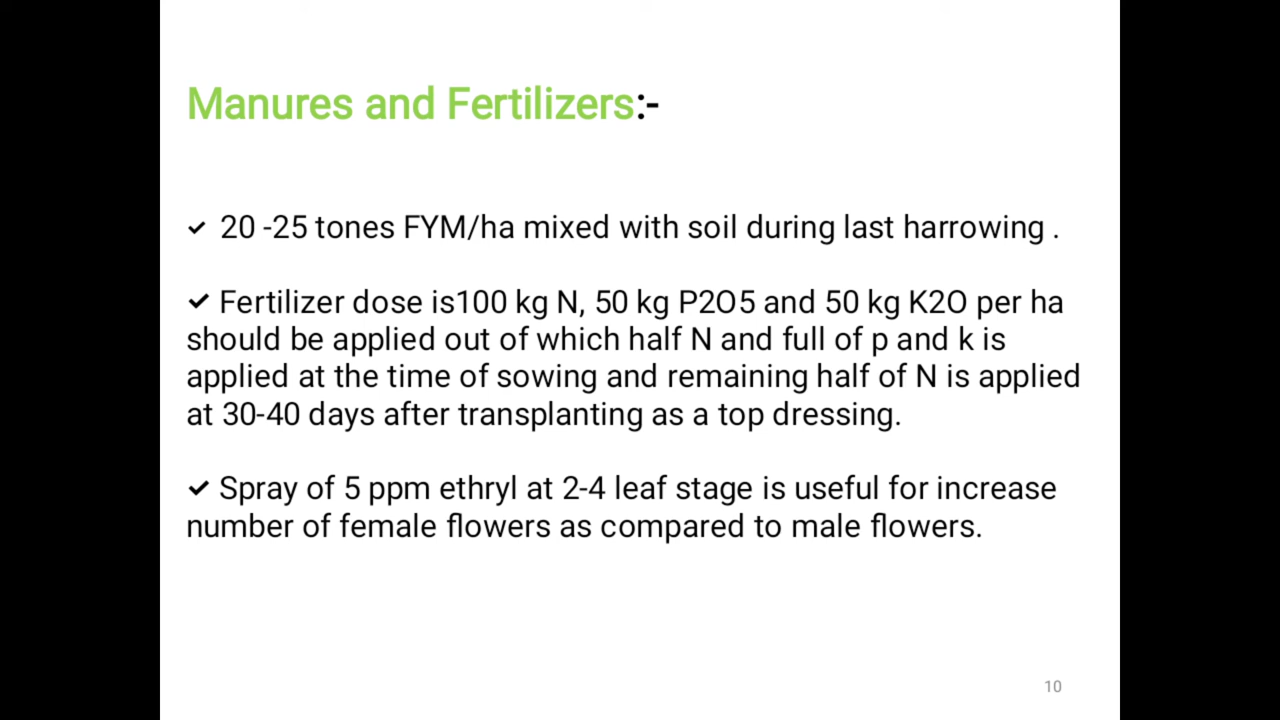 Manures and Fertilizers:-
✓ 20 -25 tones FYM/ha mixed with soil during last harrowing .
✓ Fertilizer dose is100 kg N, 50 kg P2O5 and 50 kg K2O per ha
should be applied out of which half N and full of p and k is
applied at the time of sowing and remaining half of N is applied
at 30-40 days after transplanting as a top dressing.
✓ Spray of 5 ppm ethryl at 2-4 leaf stage is useful for increase
number of female flowers as compared to male flowers.
10